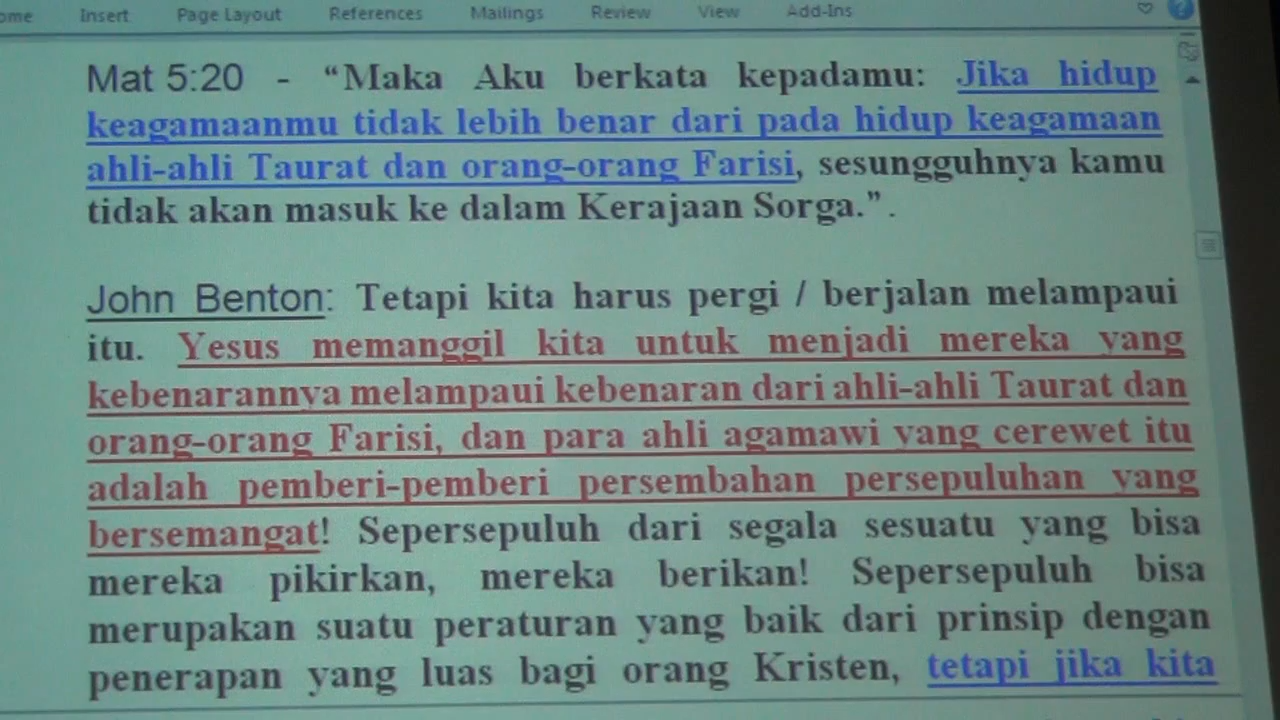 ome Insert Page Layout References Mailings Review View Add-Ins
Mat 5:20 - “Maka Aku berkata kepadamu: Jika hidup
keagamaanmu tidak lebih benar dari pada hidup keagamaan
ahli-ahli Taurat dan orang-orang Farisi, sesungguhnya kamu
tidak akan masuk ke dalam Kerajaan Sorga.”.
John Benton: Tetapi kita harus pergi / berjalan melampaui
itu. Yesus memanggil kita untuk menjadi mereka yang
kebenarannya melampaui kebenaran dari ahli-ahli Taurat dan
orang-orang Farisi, dan para ahli agamawi yang cerewet itu
adalah pemberi-pemberi persembahan persepuluhan yang
bersemangat! Sepersepuluh dari segala sesuatu yang bisa
mereka pikirkan, mereka berikan! Sepersepuluh bisa
merupakan suatu peraturan yang baik dari prinsip dengan
penerapan yang luas bagi orang Kristen, tetapi jika kita